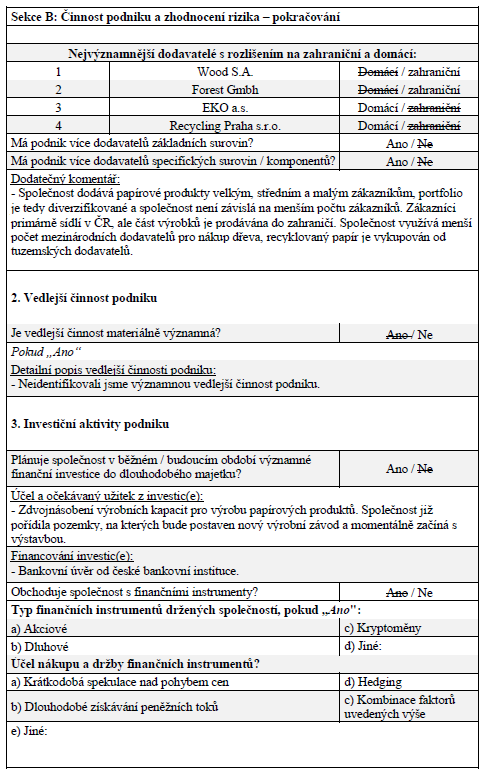 Sekce B: Činnost podniku a zhodnocení rizika – pokračování
Nejvýznamnější dodavatelé s rozlišením na zahraniční a domácí:
1 Wood S.A. Domácí / zahraniční
2 Forest Gmbh Domácí / zahraniční
3 EKO a.s. Domácí / zahraniční
4 Recycling Praha s.r.o. Domácí / zahraniční
Má podnik více dodavatelů základních surovin? Ano / Ne
Má podnik více dodavatelů specifických surovin / komponentů? Ano / Ne
Dodatečný komentář:
- Společnost dodává papírové produkty velkým, středním a malým zákazníkům, portfolio
je tedy diverzifikované a společnost není závislá na menším počtu zákazníků. Zákazníci
primárně sídlí v ČR, ale část výrobků je prodávána do zahraničí. Společnost využívá menší
počet mezinárodních dodavatelů pro nákup dřeva, recyklovaný papír je vykupován od
tuzemských dodavatelů.
2. Vedlejší činnost podniku
Je vedlejší činnost materiálně významná? Ano / Ne
Pokud „Ano“
Detailní popis vedlejší činnosti podniku:
- Neidentifikovali jsme významnou vedlejší činnost podniku.
3. Investiční aktivity podniku
Plánuje společnost v běžném / budoucím období významné
finanční investice do dlouhodobého majetku? Ano / Ne
Účel a očekávaný užitek z investic(e):
- Zdvojnásobení výrobních kapacit pro výrobu papírových produktů. Společnost již
pořídila pozemky, na kterých bude postaven nový výrobní závod a momentálně začíná s
výstavbou.
Financování investic(e):
- Bankovní úvěr od české bankovní instituce.
Obchoduje společnost s finančními instrumenty? Ano / Ne
Typ finančních instrumentů držených společností, pokud „Ano":
a) Akciové c) Kryptoměny
b) Dluhové d) Jiné:
Účel nákupu a držby finančních instrumentů?
a) Krátkodobá spekulace nad pohybem cen d) Hedging
b) Dlouhodobé získávání peněžních toků c) Kombinace faktorů
uvedených výše
e) Jiné: